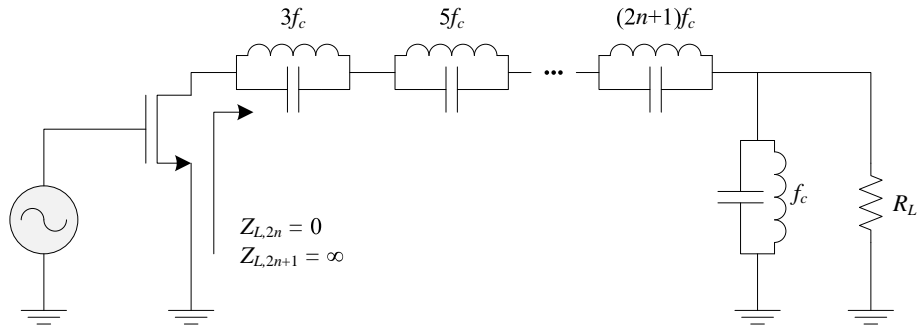 3f_c
5f_c
(2n+1)f_c
...
f_c
R_L
Z_{L,2n} = 0
Z_{L,2n+1} = ∞